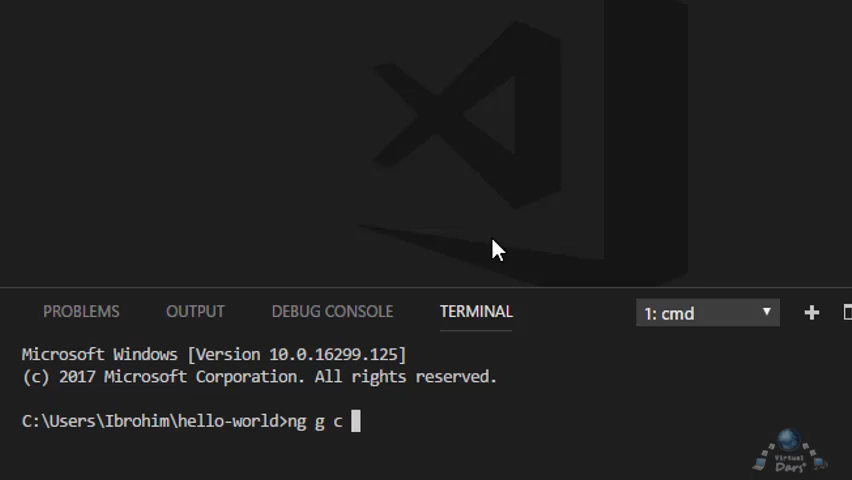 PROBLEMS OUTPUT DEBUG CONSOLE TERMINAL 1: cmd
Microsoft Windows [Version 10.0.16299.125]
(c) 2017 Microsoft Corporation. All rights reserved.
C:\Users\Ibrohim\hello-world>ng g c
Virtual
Dars